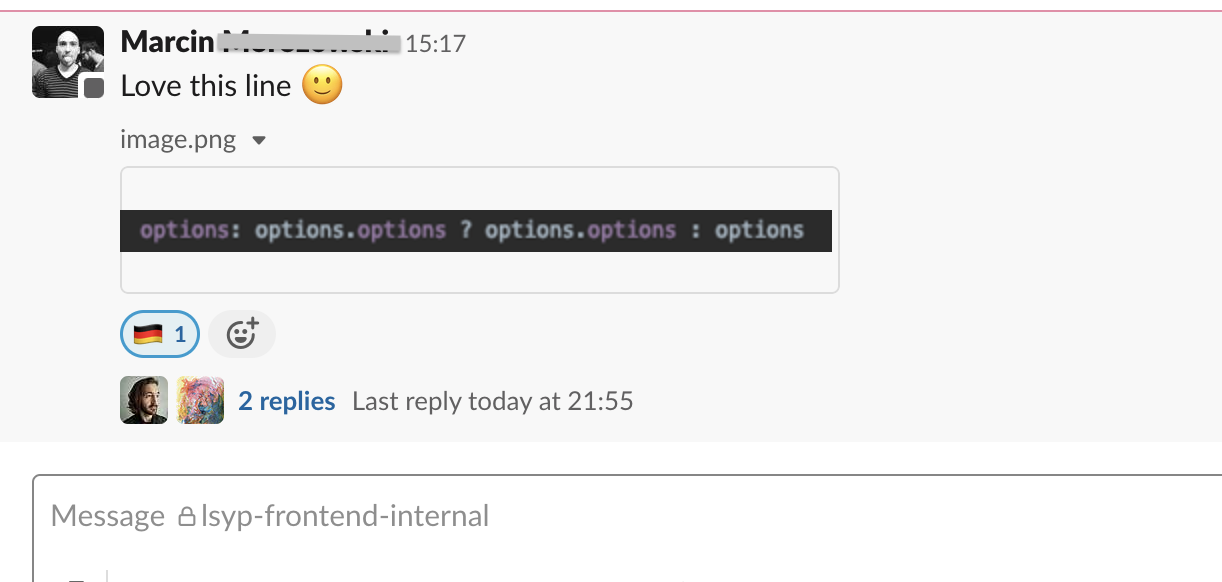 Marcin 15:17
Love this line
image.png
options: options.options ? options.options : options
1
2 replies Last reply today at 21:55
Message lsyp-frontend-internal